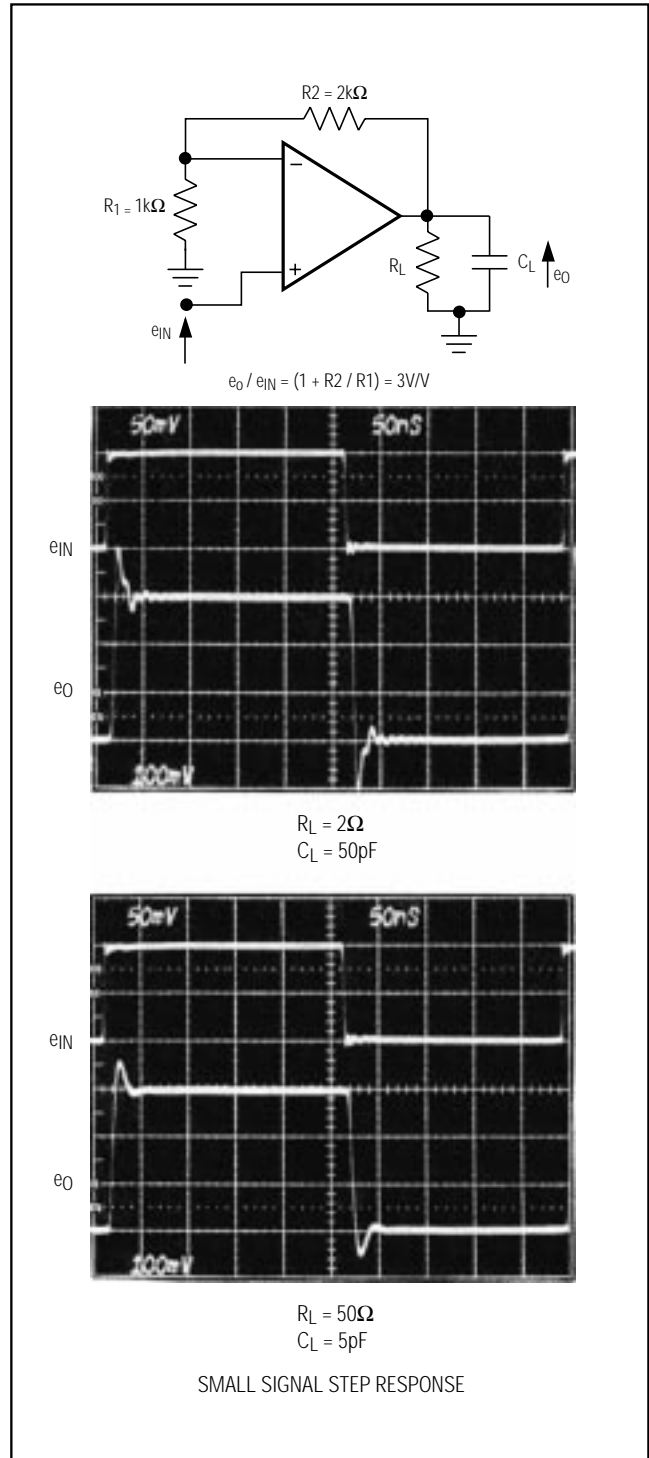 R2 = 2kΩ
R1 = 1kΩ
−
+
RL
CL
eO
eIN
eo / eIN = (1 + R2 / R1) = 3V/V
50mV 50nS
eIN
eO
100mV
RL = 2Ω
CL = 50pF
50mV 50nS
eIN
eO
100mV
RL = 50Ω
CL = 5pF
SMALL SIGNAL STEP RESPONSE